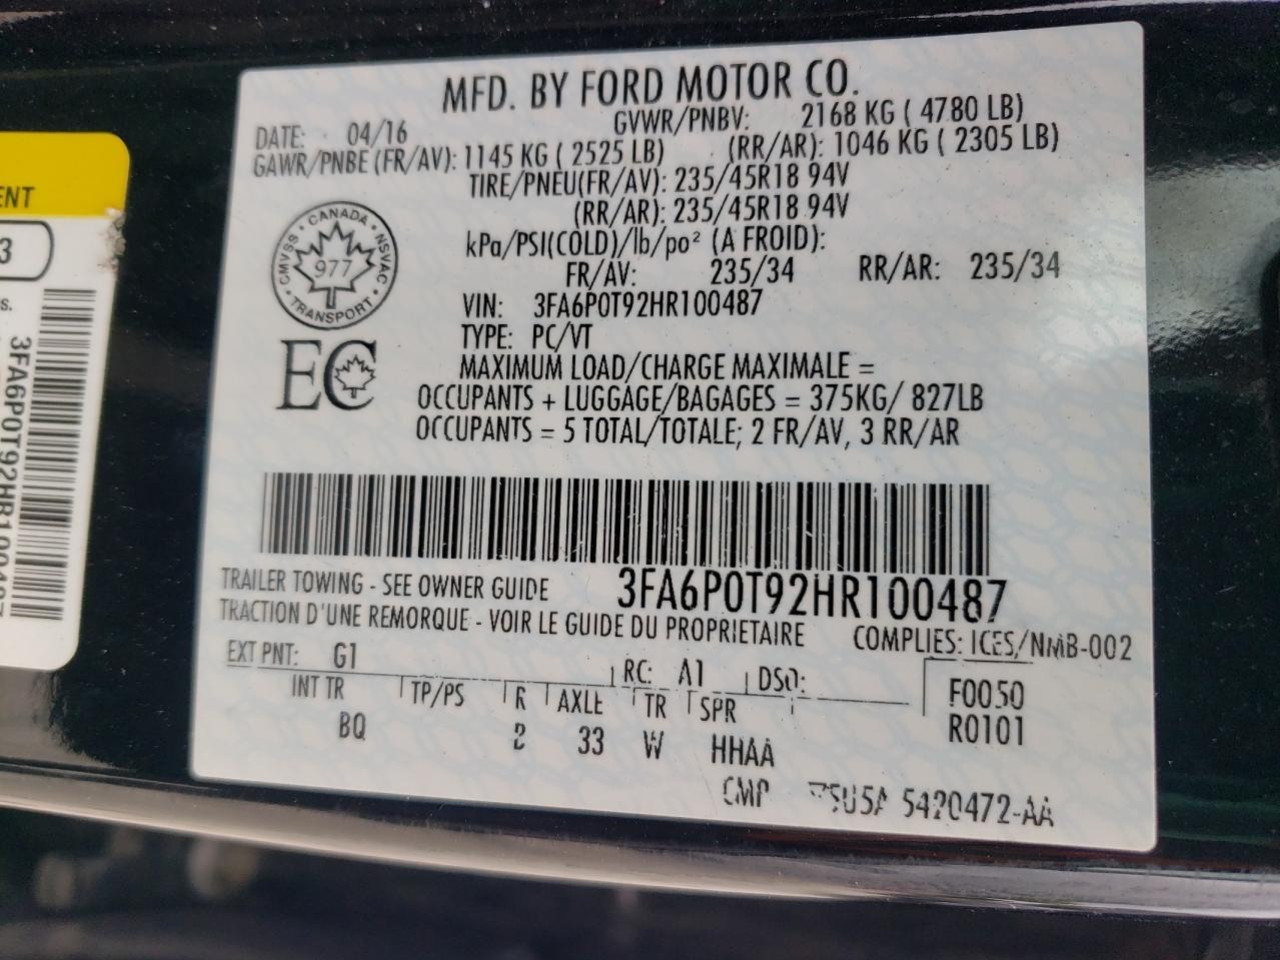 MFD. BY FORD MOTOR CO.
DATE: 04/16 GVWR/PNBV: 2168 KG ( 4780 LB)
GAWR/PNBE (FR/AV): 1145 KG ( 2525 LB) (RR/AR): 1046 KG ( 2305 LB)
TIRE/PNEU(FR/AV): 235/45R18 94V
(RR/AR): 235/45R18 94V
kPa/PSI(COLD)/lb/po² (A FROID):
FR/AV: 235/34 RR/AR: 235/34
CANADA
CMVSS NSVAC
977
TRANSPORT
VIN: 3FA6P0T92HR100487
TYPE: PC/VT
EC
MAXIMUM LOAD/CHARGE MAXIMALE =
OCCUPANTS + LUGGAGE/BAGAGES = 375KG/ 827LB
OCCUPANTS = 5 TOTAL/TOTALE; 2 FR/AV, 3 RR/AR
TRAILER TOWING - SEE OWNER GUIDE 3FA6P0T92HR100487
TRACTION D'UNE REMORQUE - VOIR LE GUIDE DU PROPRIETAIRE COMPLIES: ICES/NMB-002
EXT PNT: G1 RC: A1 DSO: F0050
INT TR TP/PS R AXLE TR SPR R0101
BQ 2 33 W HHAA
CMP 5420472-AA
ENT
3
3FA6P0T92HR100487